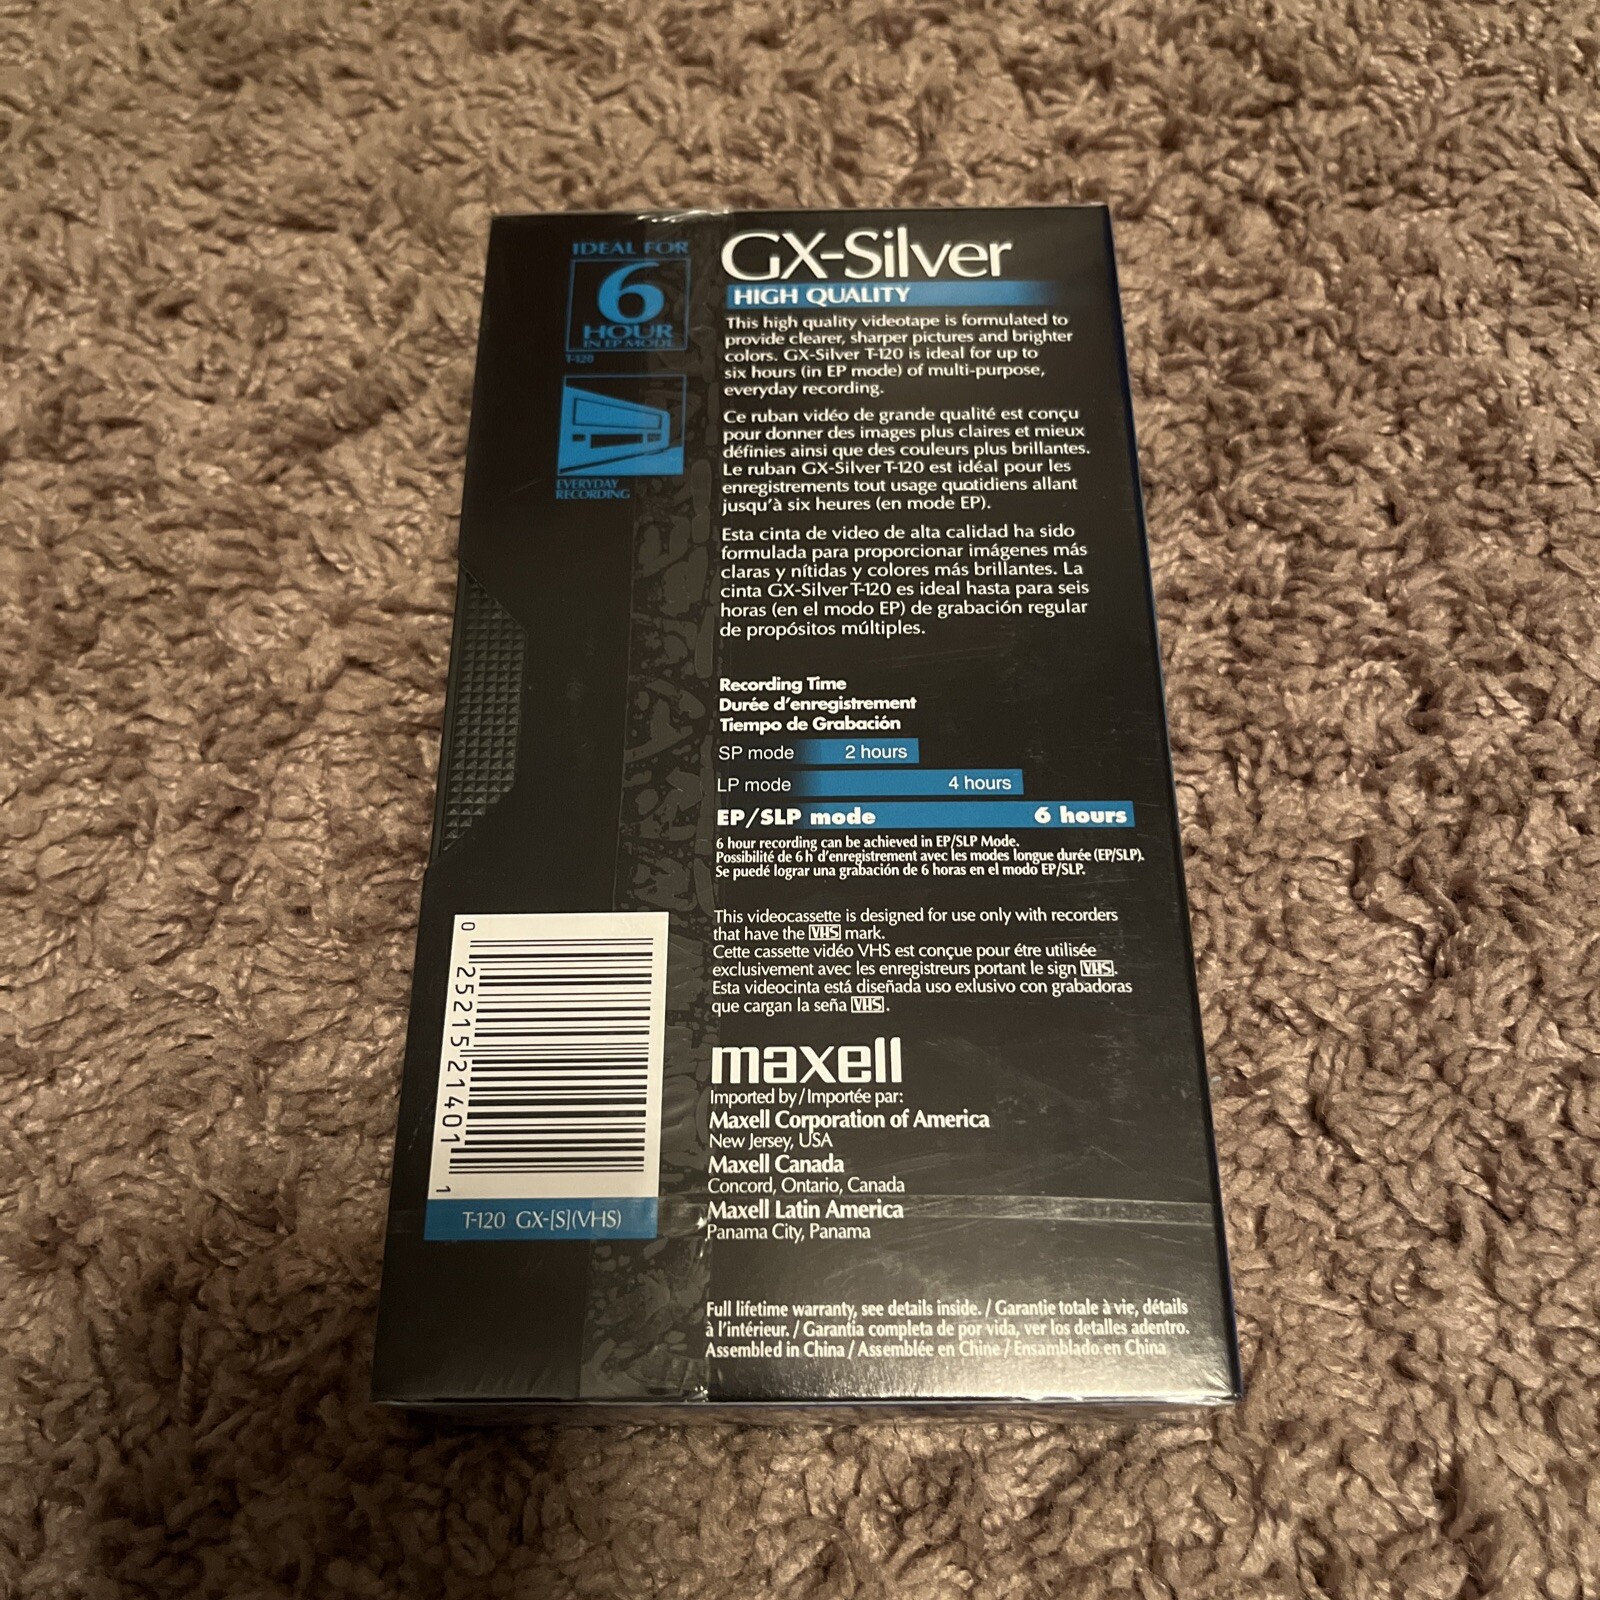 IDEAL FOR
6
HOUR
IN EP MODE
T-120
EVERYDAY
RECORDING
GX-Silver
HIGH QUALITY
This high quality videotape is formulated to
provide clearer, sharper pictures and brighter
colors. GX-Silver T-120 is ideal for up to
six hours (in EP mode) of multi-purpose,
everyday recording.
Ce ruban vidéo de grande qualité est conçu
pour donner des images plus claires et mieux
définies ainsi que des couleurs plus brillantes.
Le ruban GX-Silver T-120 est idéal pour les
enregistrements tout usage quotidiens allant
jusqu'à six heures (en mode EP).
Esta cinta de video de alta calidad ha sido
formulada para proporcionar imágenes más
claras y nítidas y colores más brillantes. La
cinta GX-Silver T-120 es ideal hasta para seis
horas (en el modo EP) de grabación regular
de propósitos múltiples.
Recording Time
Durée d'enregistrement
Tiempo de Grabación
SP mode 2 hours
LP mode 4 hours
EP/SLP mode 6 hours
6 hour recording can be achieved in EP/SLP Mode.
Possibilité de 6 h d'enregistrement avec les modes longue durée (EP/SLP).
Se puedé lograr una grabación de 6 horas en el modo EP/SLP.
This videocassette is designed for use only with recorders
that have the VHS mark.
Cette cassette vidéo VHS est conçue pour étre utilisée
exclusivement avec les enregistreurs portant le sign VHS.
Esta videocinta está diseñada uso exlusivo con grabadoras
que cargan la seña VHS.
maxell
Imported by / Importée par:
Maxell Corporation of America
New Jersey, USA
Maxell Canada
Concord, Ontario, Canada
Maxell Latin America
Panama City, Panama
Full lifetime warranty, see details inside. / Garantie totale à vie, détails
à l'intérieur. / Garantía completa de por vida, ver los detalles adentro.
Assembled in China / Assemblée en Chine / Ensamblado en China
0 25215 21401 1
T-120 GX-[S](VHS)